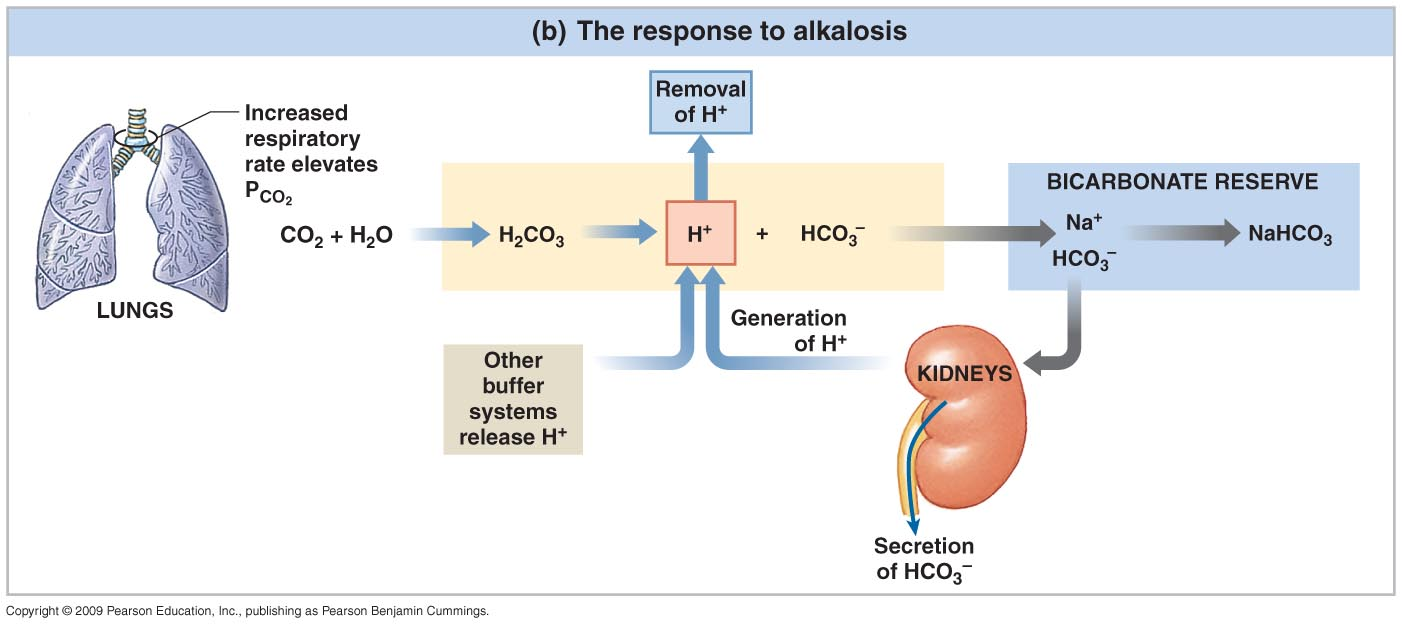 (b) The response to alkalosis
Increased
respiratory
rate elevates
P_CO₂
LUNGS
Removal
of H⁺
CO₂ + H₂O
H₂CO₃
H⁺
+
HCO₃⁻
BICARBONATE RESERVE
Na⁺
HCO₃⁻
NaHCO₃
Other
buffer
systems
release H⁺
Generation
of H⁺
KIDNEYS
Secretion
of HCO₃⁻
Copyright © 2009 Pearson Education, Inc., publishing as Pearson Benjamin Cummings.